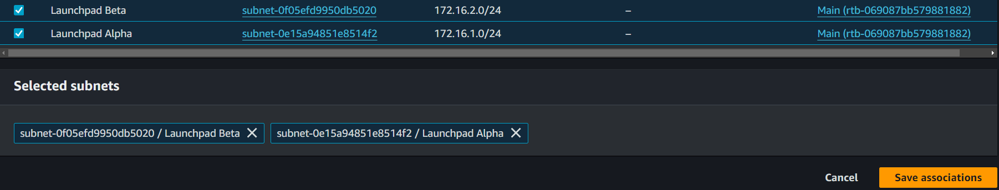 Launchpad Beta subnet-0f05efd9950db5020 172.16.2.0/24 – Main (rtb-069087bb579881882)
Launchpad Alpha subnet-0e15a94851e8514f2 172.16.1.0/24 – Main (rtb-069087bb579881882)
Selected subnets
subnet-0f05efd9950db5020 / Launchpad Beta subnet-0e15a94851e8514f2 / Launchpad Alpha
Cancel Save associations